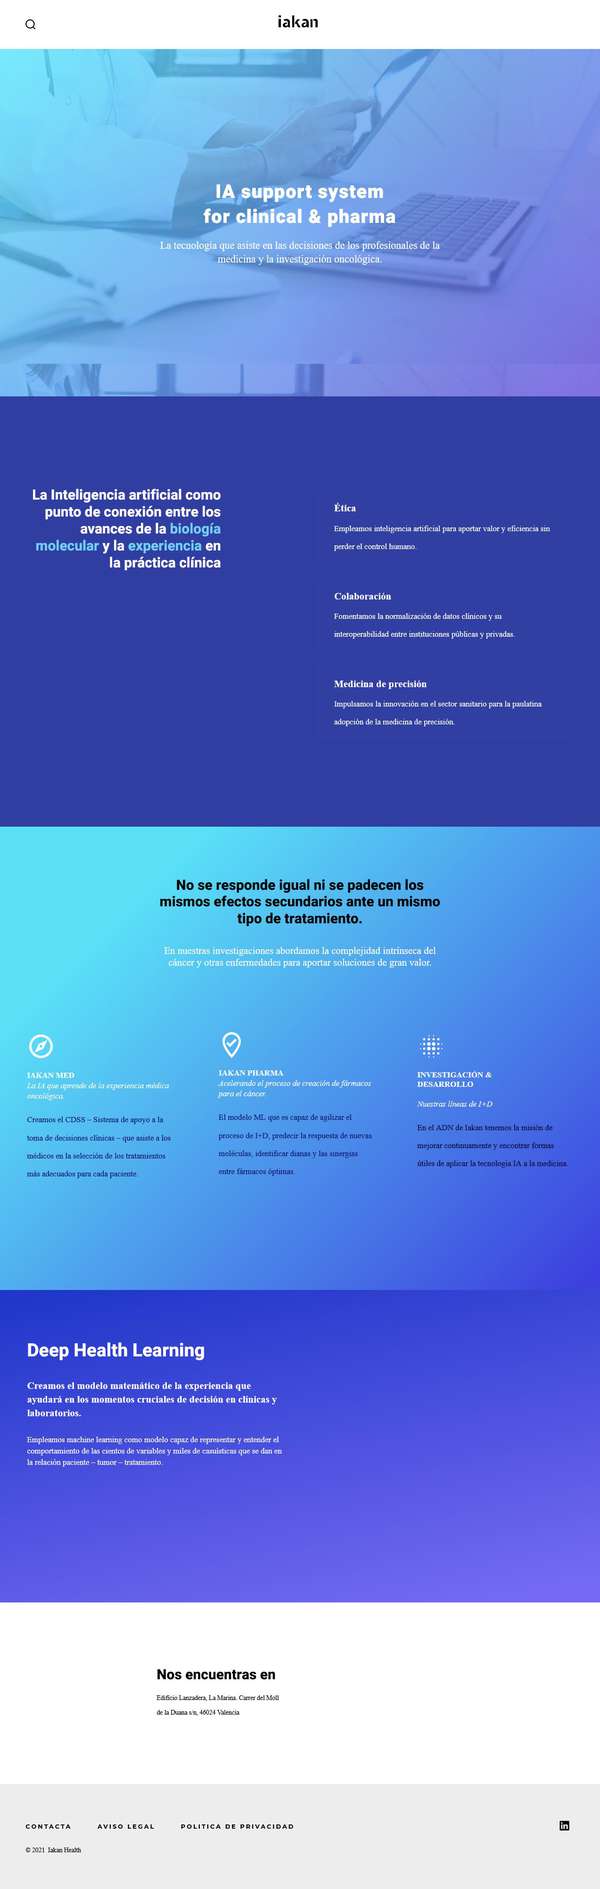 iakan
IA support system
for clinical & pharma
La tecnología que asiste en las decisiones de los profesionales de la
medicina y la investigación oncológica.
La Inteligencia artificial como
punto de conexión entre los
avances de la biología
molecular y la experiencia en
la práctica clínica
Ética
Empleamos inteligencia artificial para aportar valor y eficiencia sin
perder el control humano.
Colaboración
Fomentamos la normalización de datos clínicos y su
interoperabilidad entre instituciones públicas y privadas.
Medicina de precisión
Impulsamos la innovación en el sector sanitario para la paulatina
adopción de la medicina de precisión.
No se responde igual ni se padecen los
mismos efectos secundarios ante un mismo
tipo de tratamiento.
En nuestras investigaciones abordamos la complejidad intrínseca del
cáncer y otras enfermedades para aportar soluciones de gran valor.
IAKAN MED
La IA que aprende de la experiencia médica
oncológica.
Creamos el CDSS – Sistema de apoyo a la
toma de decisiones clínicas – que asiste a los
médicos en la selección de los tratamientos
más adecuados para cada paciente.
IAKAN PHARMA
Acelerando el proceso de creación de fármacos
para el cáncer.
El modelo ML que es capaz de agilizar el
proceso de I+D, predecir la respuesta de nuevas
moléculas, identificar dianas y las sinergias
entre fármacos óptimas.
INVESTIGACIÓN &
DESARROLLO
Nuestras líneas de I+D
En el ADN de Iakan tenemos la misión de
mejorar continuamente y encontrar formas
útiles de aplicar la tecnología IA a la medicina.
Deep Health Learning
Creamos el modelo matemático de la experiencia que
ayudará en los momentos cruciales de decisión en clínicas y
laboratorios.
Empleamos machine learning como modelo capaz de representar y entender el
comportamiento de las cientos de variables y miles de casuísticas que se dan en
la relación paciente – tumor – tratamiento.
Nos encuentras en
Edificio Lanzadera, La Marina. Carrer del Moll
de la Duana s/n, 46024 Valencia
CONTACTA AVISO LEGAL POLITICA DE PRIVACIDAD
© 2021 Iakan Health